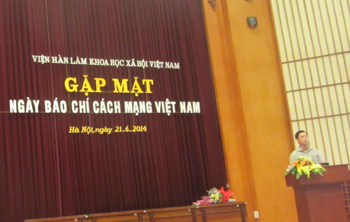 VIỆN HÀN LÂM KHOA HỌC XÃ HỘI VIỆT NAM
GẶP MẶT
NGÀY BÁO CHÍ CÁCH MẠNG VIỆT NAM
Hà Nội, ngày 21.6.2014